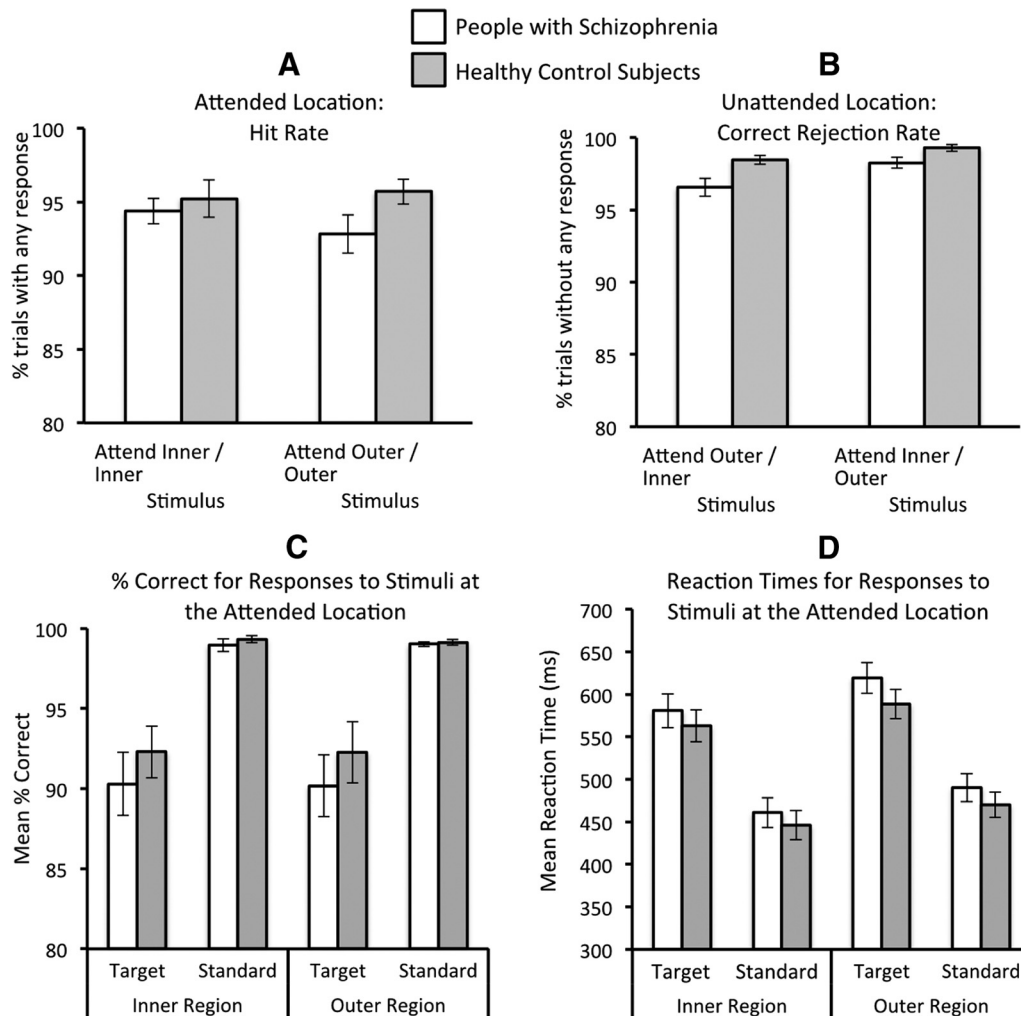 People with Schizophrenia
Healthy Control Subjects
A
Attended Location:
Hit Rate
% trials with any response
100
95
90
85
80
Attend Inner /
Inner
Stimulus
Attend Outer /
Outer
Stimulus
B
Unattended Location:
Correct Rejection Rate
% trials without any response
100
95
90
85
80
Attend Outer /
Inner
Stimulus
Attend Inner /
Outer
Stimulus
C
% Correct for Responses to Stimuli at
the Attended Location
Mean % Correct
100
95
90
85
80
Target
Standard
Target
Standard
Inner Region
Outer Region
D
Reaction Times for Responses to
Stimuli at the Attended Location
Mean Reaction Time (ms)
700
650
600
550
500
450
400
350
300
Target
Standard
Target
Standard
Inner Region
Outer Region